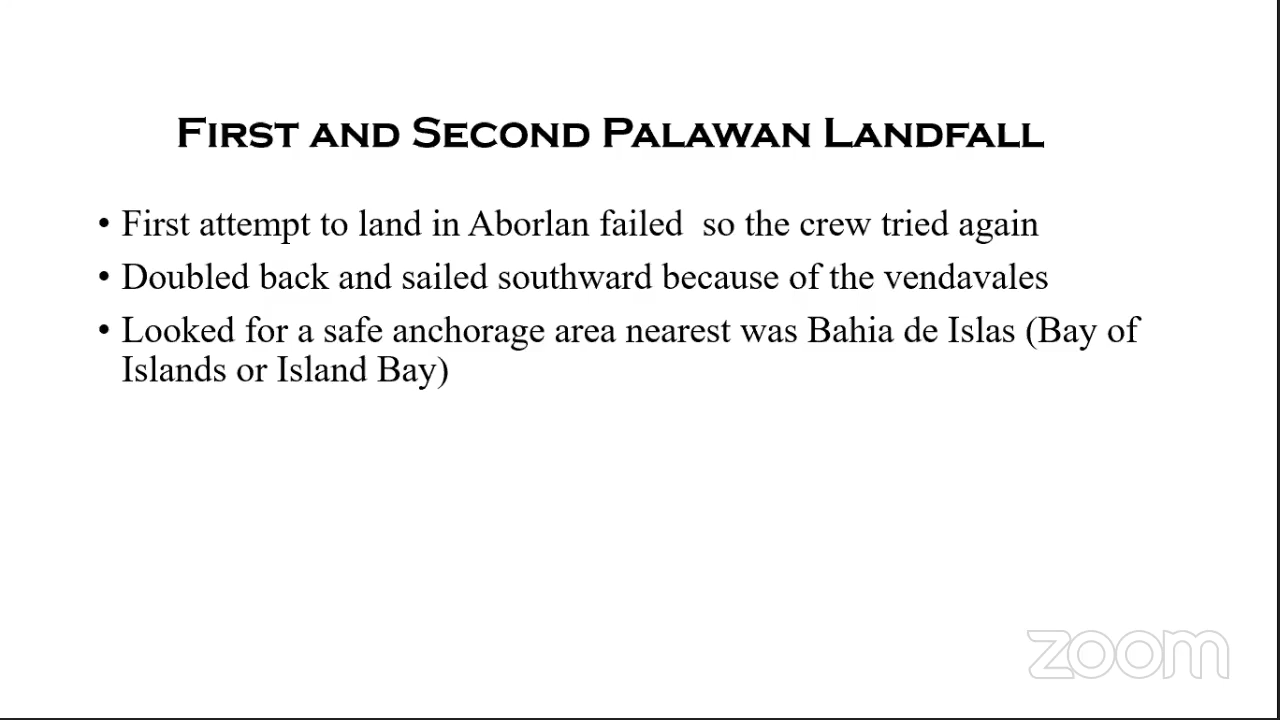 First and Second Palawan Landfall
• First attempt to land in Aborlan failed  so the crew tried again
• Doubled back and sailed southward because of the vendavales
• Looked for a safe anchorage area nearest was Bahia de Islas (Bay of
Islands or Island Bay)
zoom